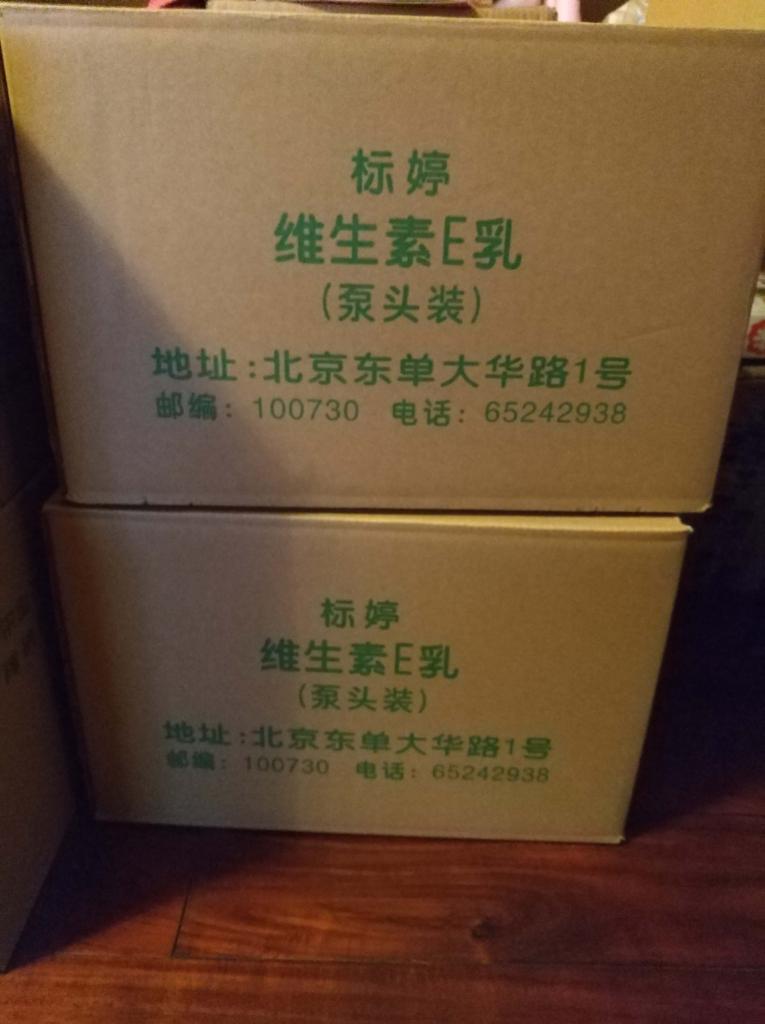 标婷
维生素E乳
(泵头装)
地址:北京东单大华路1号
邮编: 100730 电话: 65242938
标婷
维生素E乳
(泵头装)
地址:北京东单大华路1号
邮编: 100730 电话: 65242938